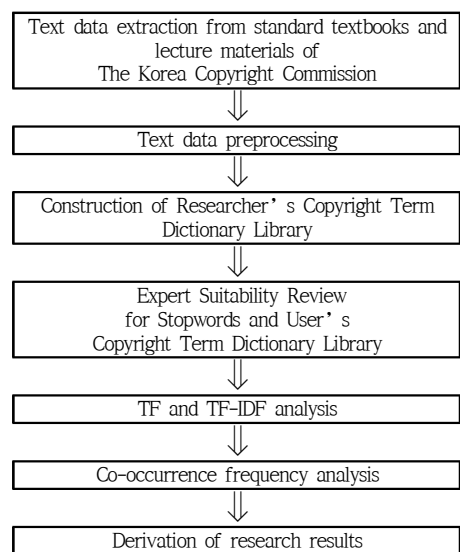 Text data extraction from standard textbooks and
lecture materials of
The Korea Copyright Commission
Text data preprocessing
Construction of Researcher’s Copyright Term
Dictionary Library
Expert Suitability Review
for Stopwords and User’s
Copyright Term Dictionary Library
TF and TF-IDF analysis
Co-occurrence frequency analysis
Derivation of research results